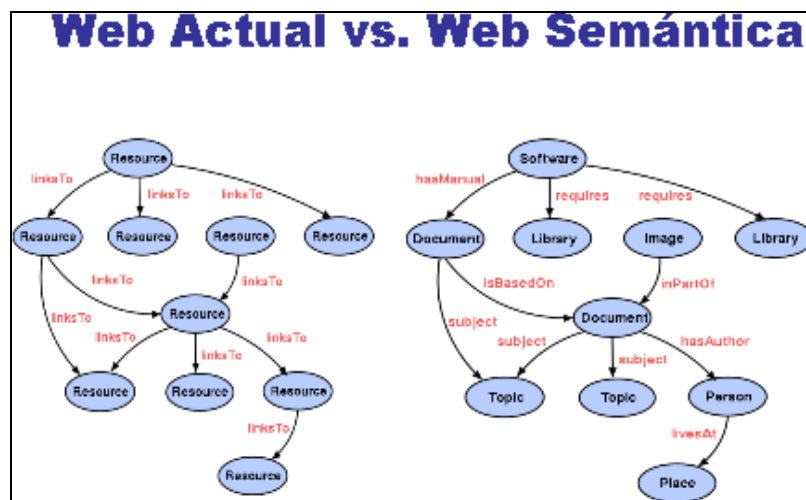 Web Actual vs. Web Semántica
Resource
linksTo
linksTo
linksTo
Resource
Resource
Resource
Resource
linksTo
linksTo
linksTo
Resource
linksTo
linksTo
linksTo
Resource
Resource
Resource
linksTo
Resource
Software
hasManual
requires
requires
Document
Library
Image
Library
isBasedOn
inPartOf
subject
Document
subject
subject
hasAuthor
Topic
Topic
Person
livesAt
Place